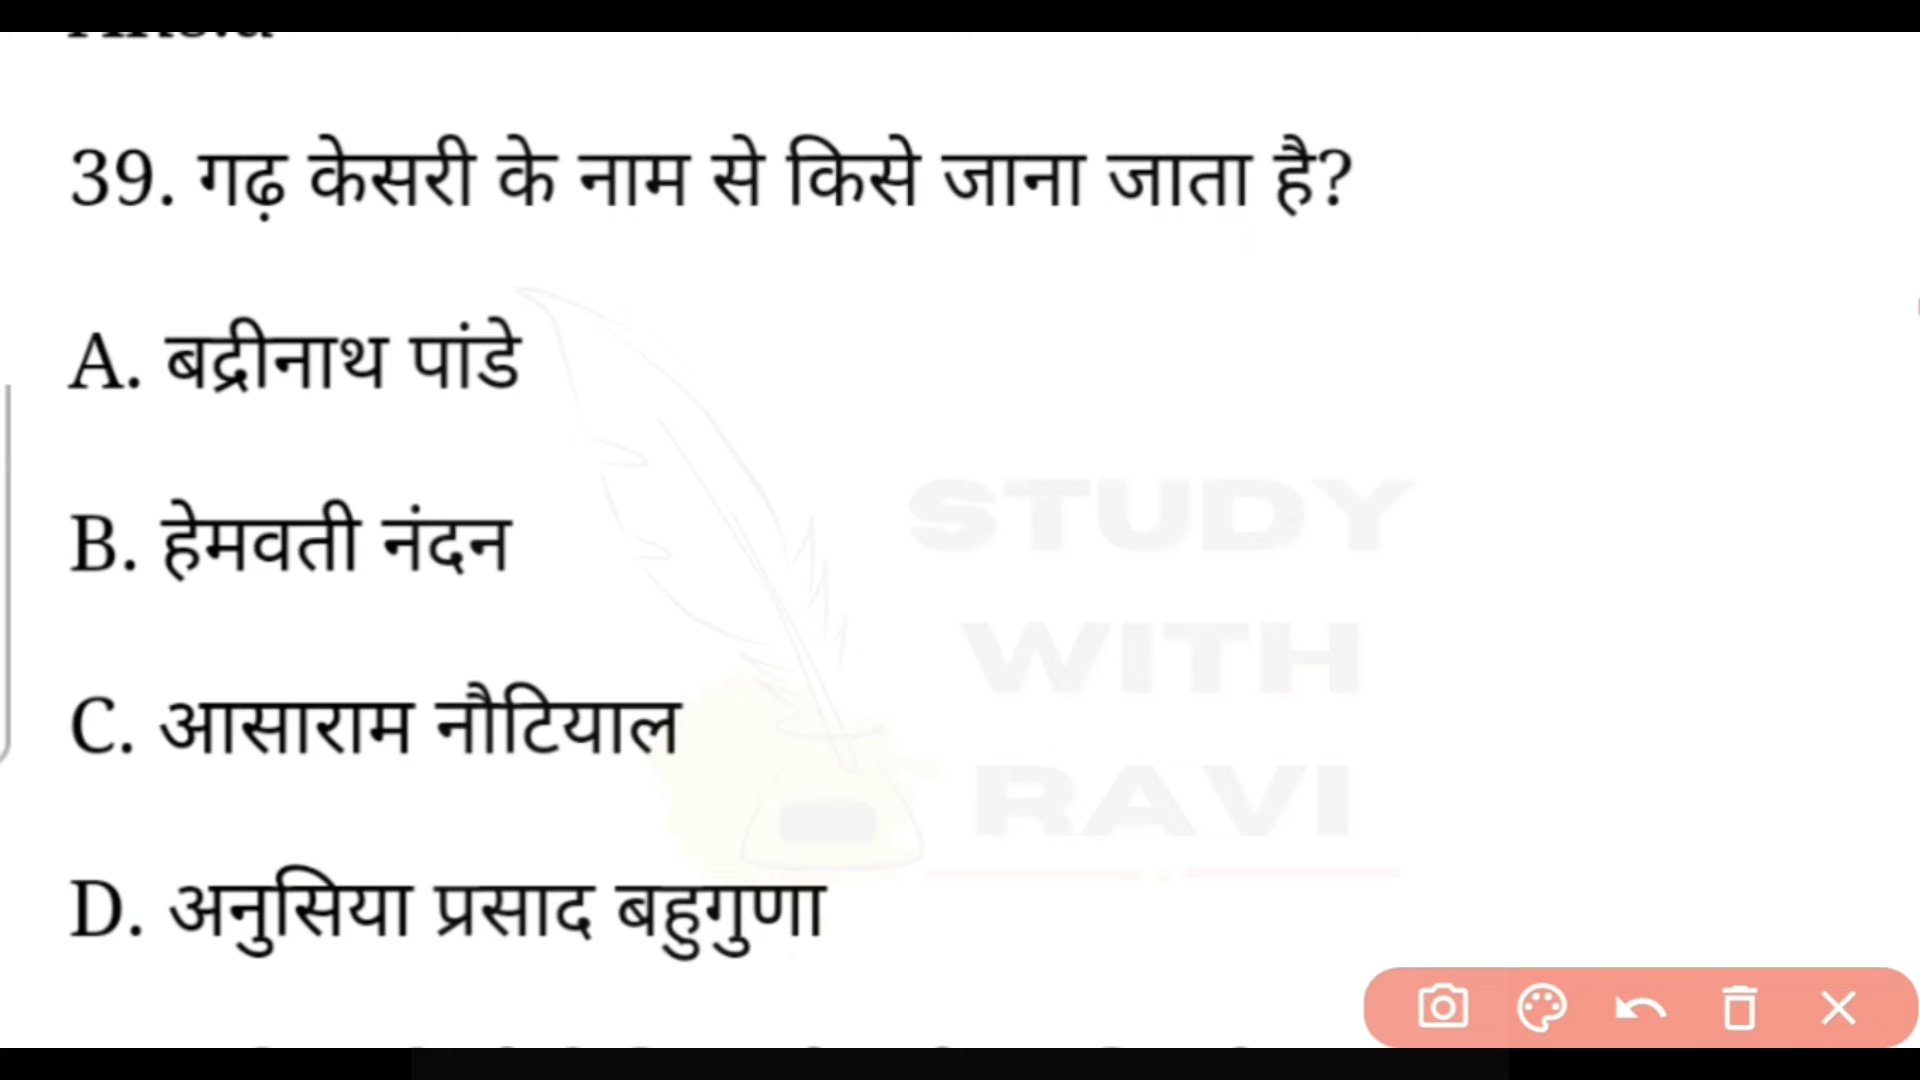 39. गढ़ केसरी के नाम से किसे जाना जाता है?
A. बद्रीनाथ पांडे
B. हेमवती नंदन
C. आसाराम नौटियाल
D. अनुसिया प्रसाद बहुगुणा
STUDY
WITH
RAVI